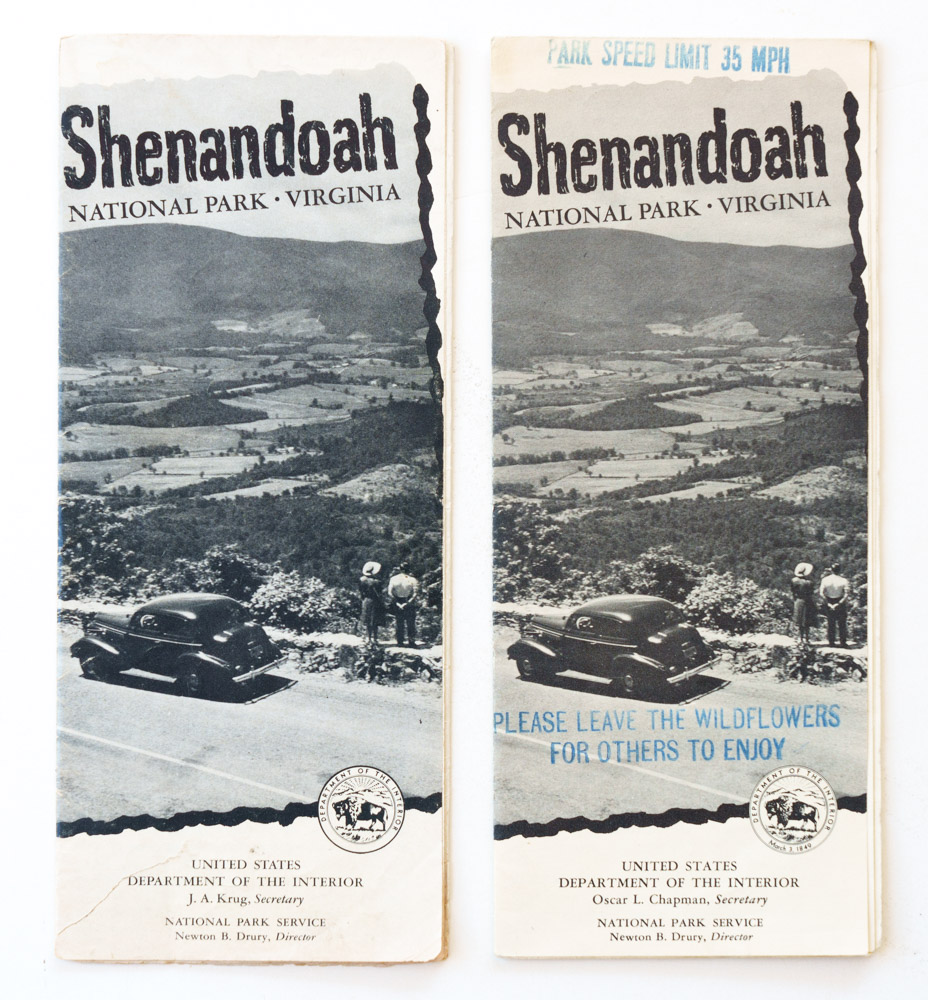 Shenandoah
NATIONAL PARK · VIRGINIA
DEPARTMENT OF THE INTERIOR
UNITED STATES
DEPARTMENT OF THE INTERIOR
J. A. Krug, Secretary
NATIONAL PARK SERVICE
Newton B. Drury, Director
PARK SPEED LIMIT 35 MPH
Shenandoah
NATIONAL PARK · VIRGINIA
PLEASE LEAVE THE WILDFLOWERS
FOR OTHERS TO ENJOY
DEPARTMENT OF THE INTERIOR
March 3, 1849
UNITED STATES
DEPARTMENT OF THE INTERIOR
Oscar L. Chapman, Secretary
NATIONAL PARK SERVICE
Newton B. Drury, Director